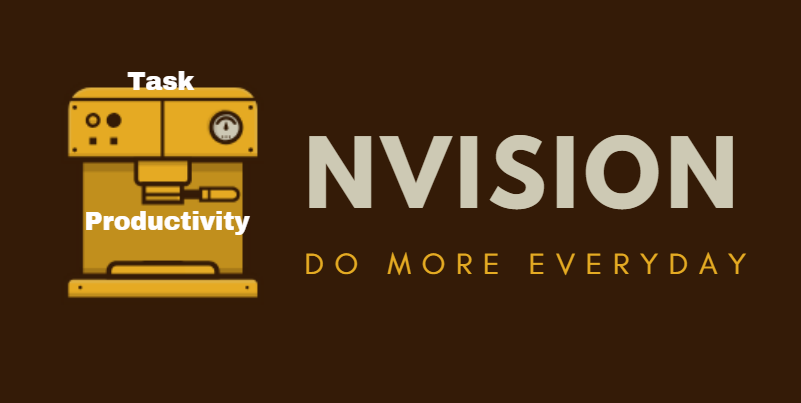 Task
Productivity
NVISION
DO MORE EVERYDAY